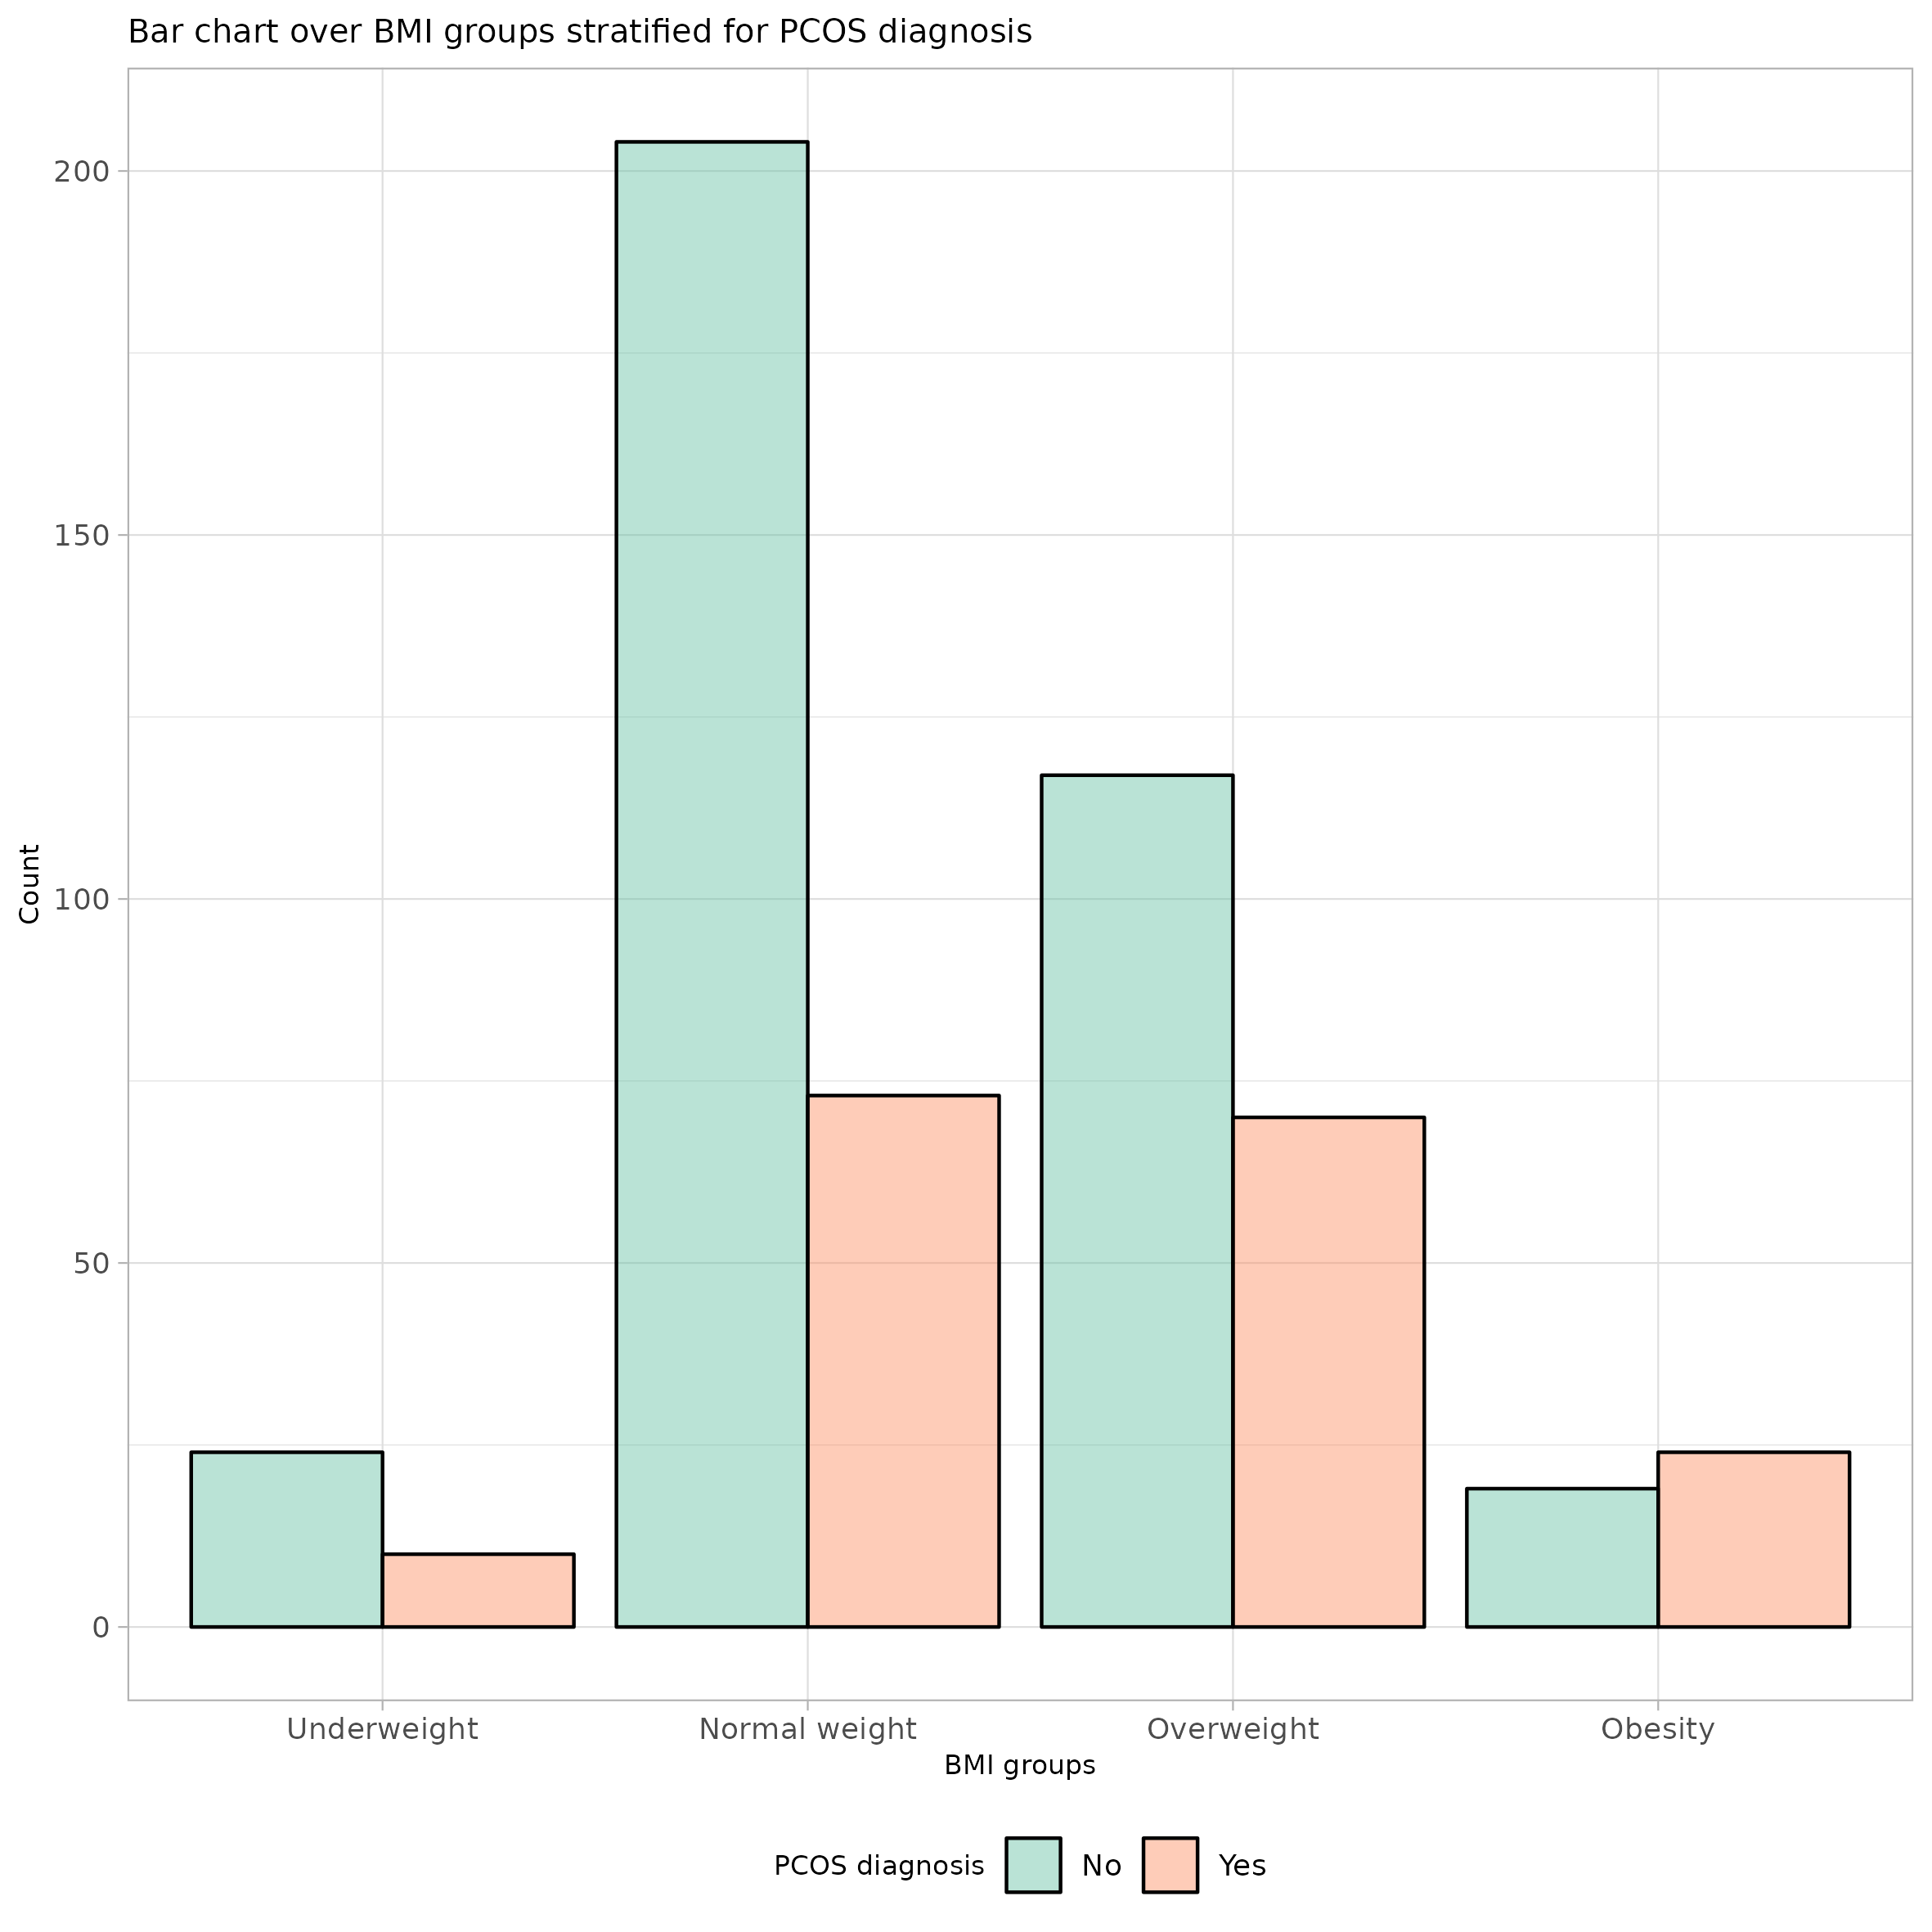 Bar chart over BMI groups stratified for PCOS diagnosis
Count
200
150
100
50
0
Underweight Normal weight Overweight Obesity
BMI groups
PCOS diagnosis No Yes